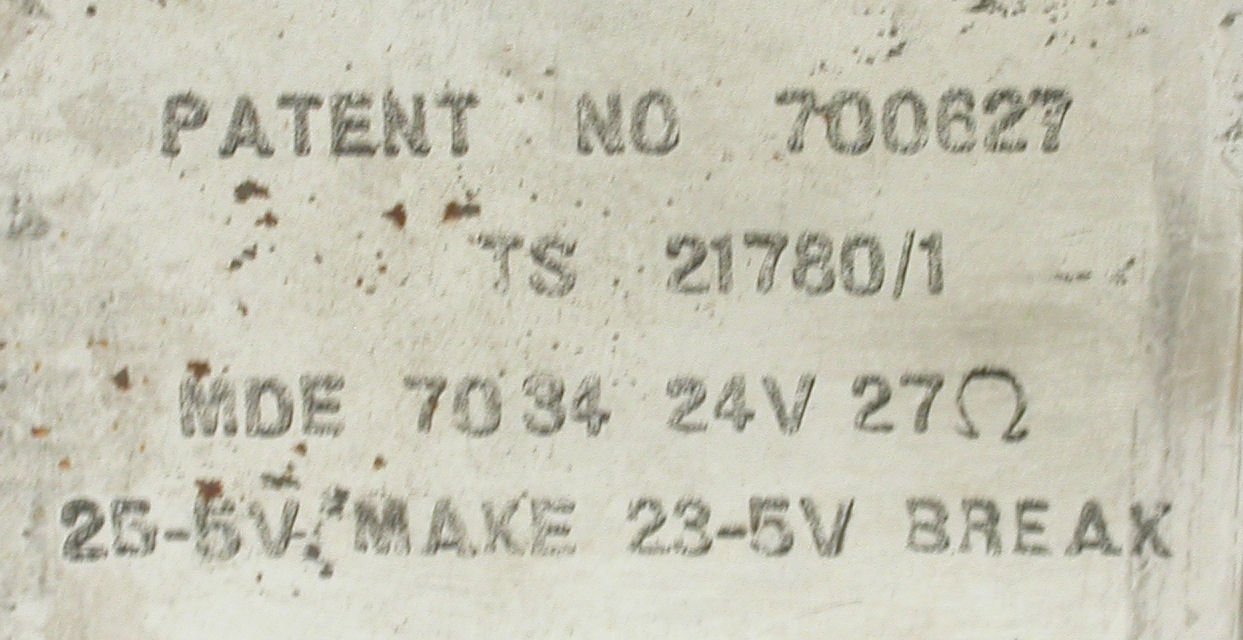 PATENT NO 700627
TS 21780/1
MDE 7034 24V 27Ω
25-5V MAKE 23-5V BREAK